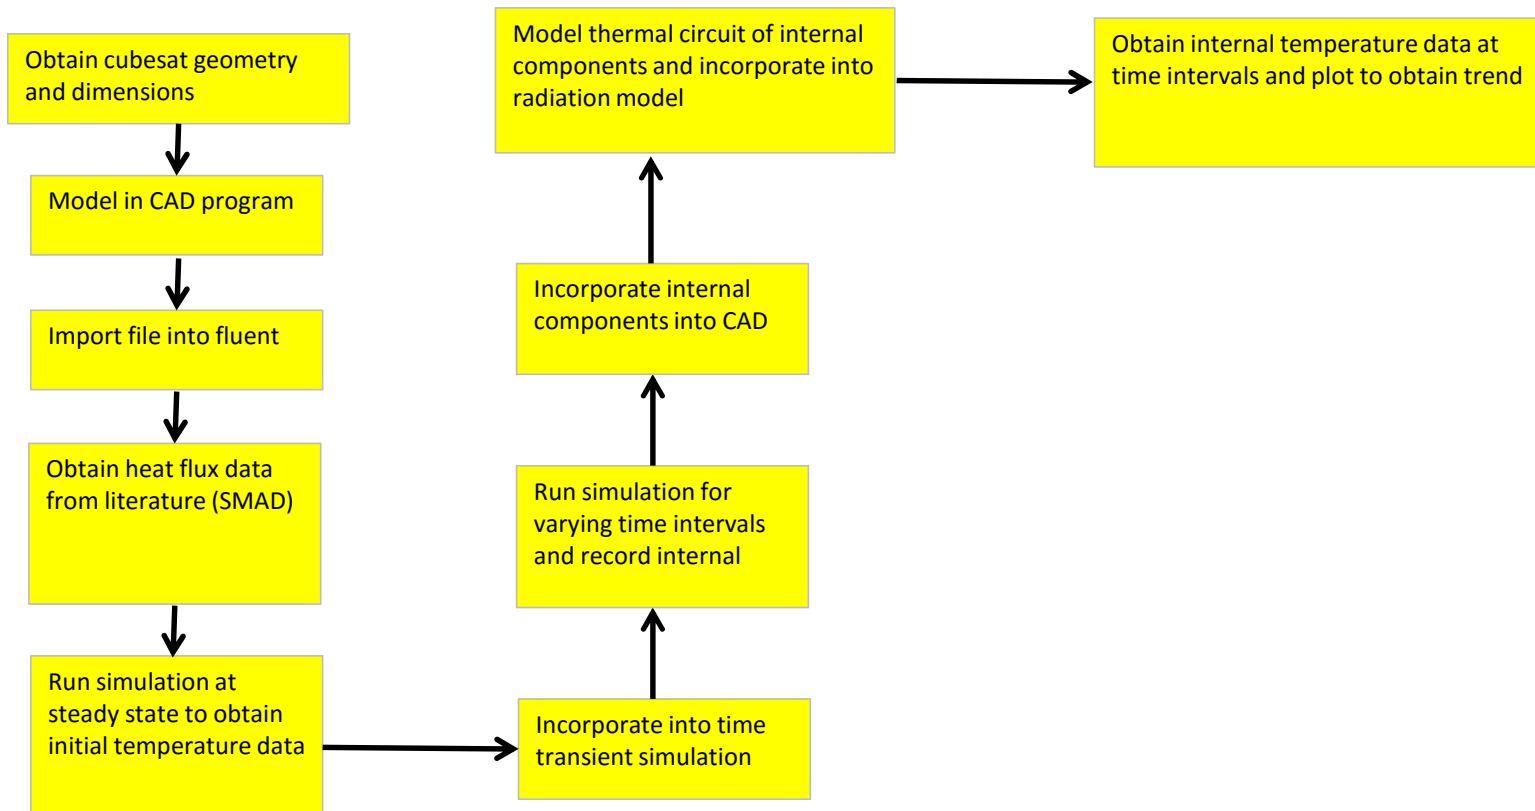 Obtain cubesat geometry
and dimensions
Model in CAD program
Import file into fluent
Obtain heat flux data
from literature (SMAD)
Run simulation at
steady state to obtain
initial temperature data
Incorporate into time
transient simulation
Run simulation for
varying time intervals
and record internal
Incorporate internal
components into CAD
Model thermal circuit of internal
components and incorporate into
radiation model
Obtain internal temperature data at
time intervals and plot to obtain trend